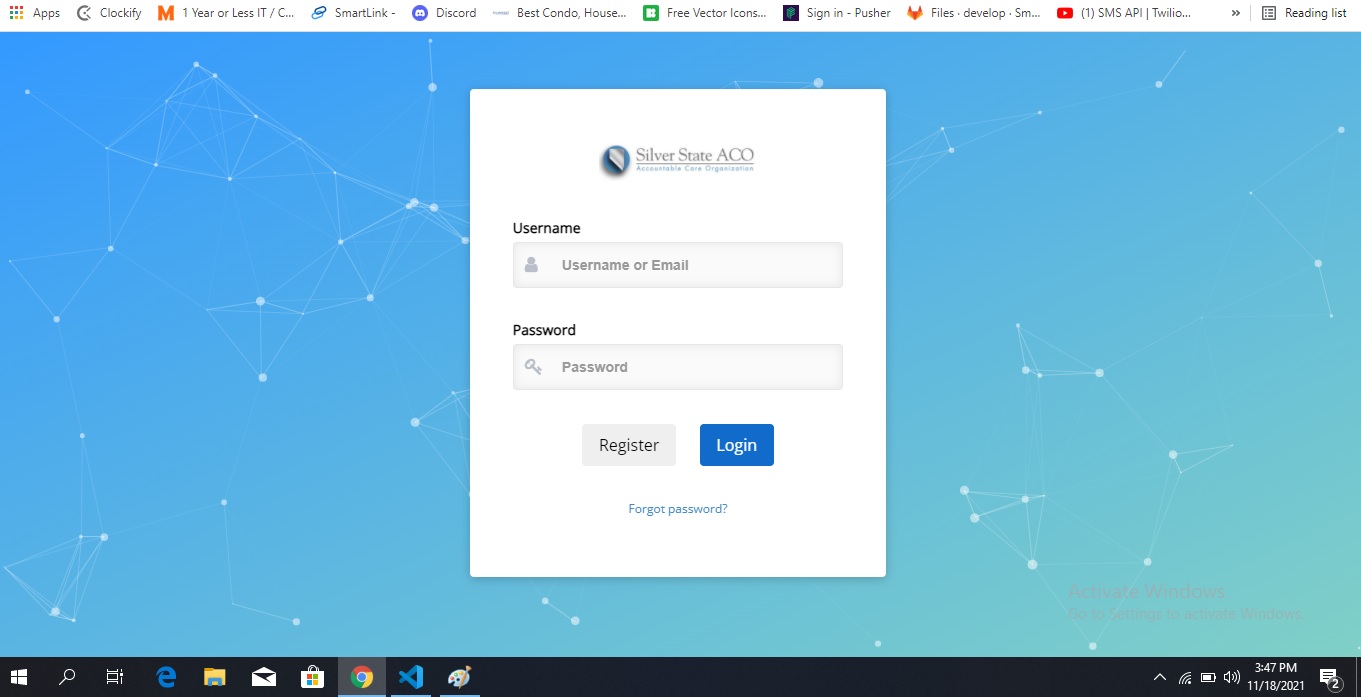 Apps Clockify 1 Year or Less IT / C... SmartLink - Discord Best Condo, House... Free Vector Icons... Sign in - Pusher Files · develop · Sm... (1) SMS API | Twilio... » Reading list
Silver State ACO
Accountable Care Organization
Username
Username or Email
Password
Password
Register Login
Forgot password?
Activate Windows
Go to Settings to activate Windows.
3:47 PM
11/18/2021
2